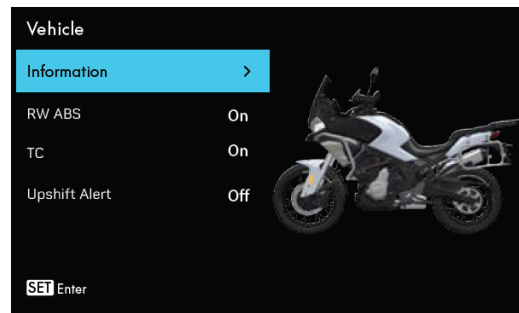 Vehicle
Information >
RW ABS On
TC On
Upshift Alert Off
SET Enter